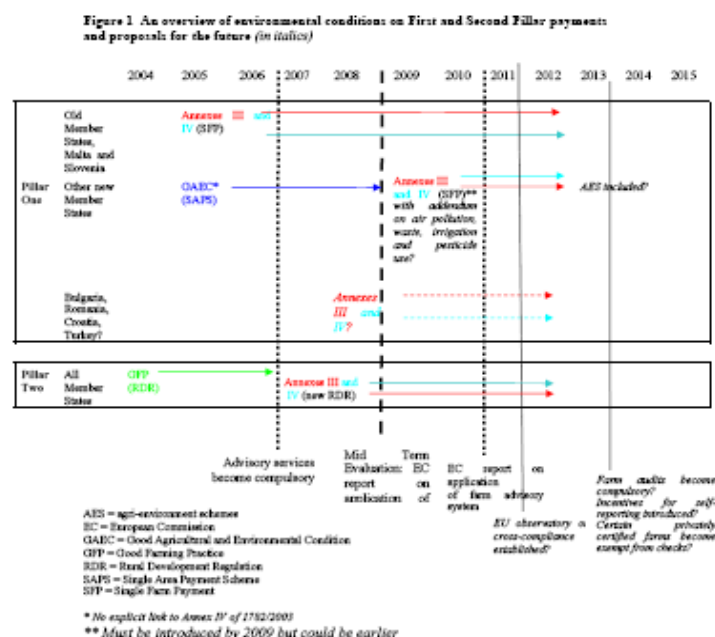 Figure 1 An overview of environmental conditions on First and Second Pillar payments
and proposals for the future (in italics)
2004 2005 2006 2007 2008 2009 2010 2011 2012 2013 2014 2015
Old
Member
States,
Malta and
Slovenia
Annexes III and
IV (SFP)
Pillar
One
Other new
Member
States
GAEC*
(SAPS)
Annexes III
and IV (SFP)**
with addendum
on air pollution,
waste, irrigation
and pesticide
use?
AES included?
Bulgaria,
Romania,
Croatia,
Turkey?
Annexes
III and
IV?
Pillar
Two
All
Member
States
GFP
(RDR)
Annexes III and
IV (new RDR)
Advisory services
become compulsory
Mid Term
Evaluation: EC
report on
application of
EC report on
application
of farm advisory
system
EU observatory
cross-compliance
established?
Farm audits become
compulsory?
Incentives for self-
reporting introduced?
Certain privately
certified farms become
exempt from checks?
AES = agri-environment schemes
EC = European Commission
GAEC = Good Agricultural and Environmental Condition
GFP = Good Farming Practice
RDR = Rural Development Regulation
SAPS = Single Area Payment Scheme
SFP = Single Farm Payment
* No explicit link to Annex IV of 1782/2003
** Must be introduced by 2009 but could be earlier